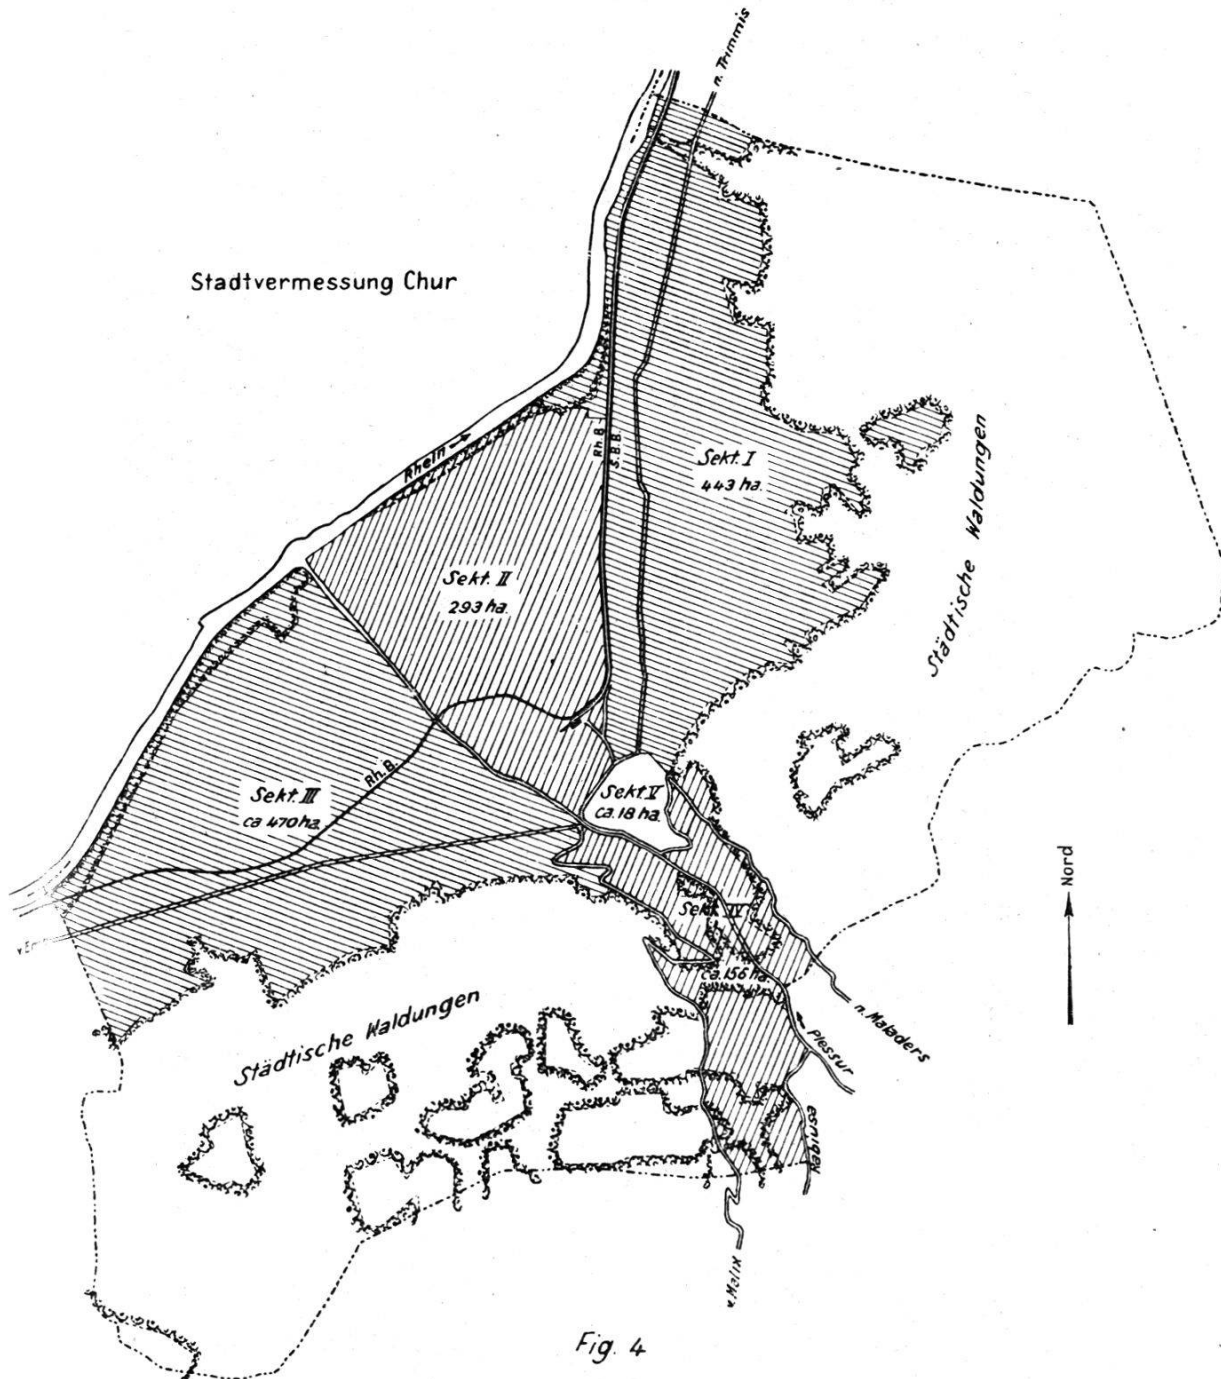 n. Trimmis
Stadtvermessung Chur
Rhein
Rh. B.
S. B. B.
Sekt. I
443 ha.
Städtische Waldungen
Sekt. II
293 ha.
Rh. B.
Sekt. III
ca 470 ha.
Sekt. V
ca. 18 ha.
Nord
Sekt. IV
ca. 156 ha.
n. Maladers
Plessur
Städtische Waldungen
v. Malix
Fig. 4